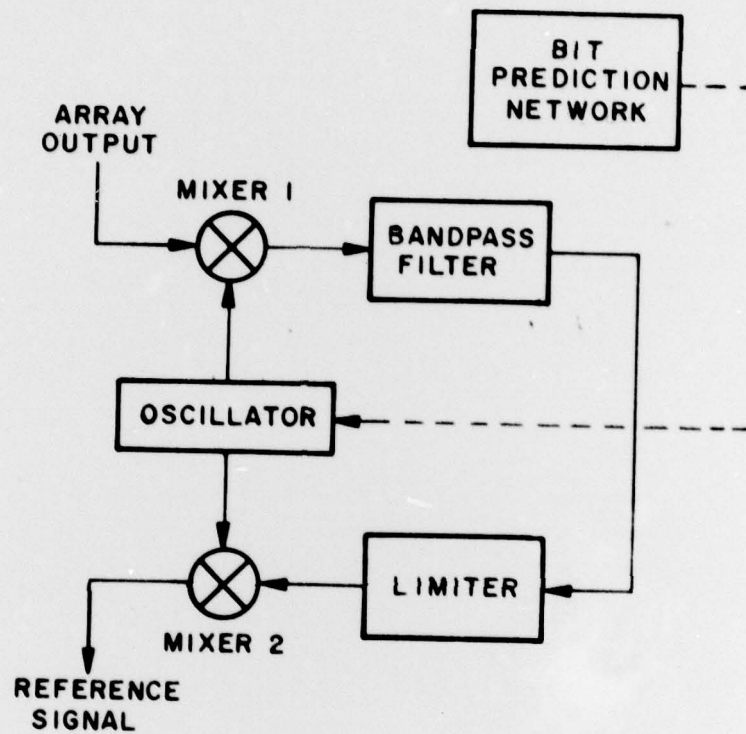 BIT
PREDICTION
NETWORK
ARRAY
OUTPUT
MIXER 1
BANDPASS
FILTER
OSCILLATOR
LIMITER
MIXER 2
REFERENCE
SIGNAL